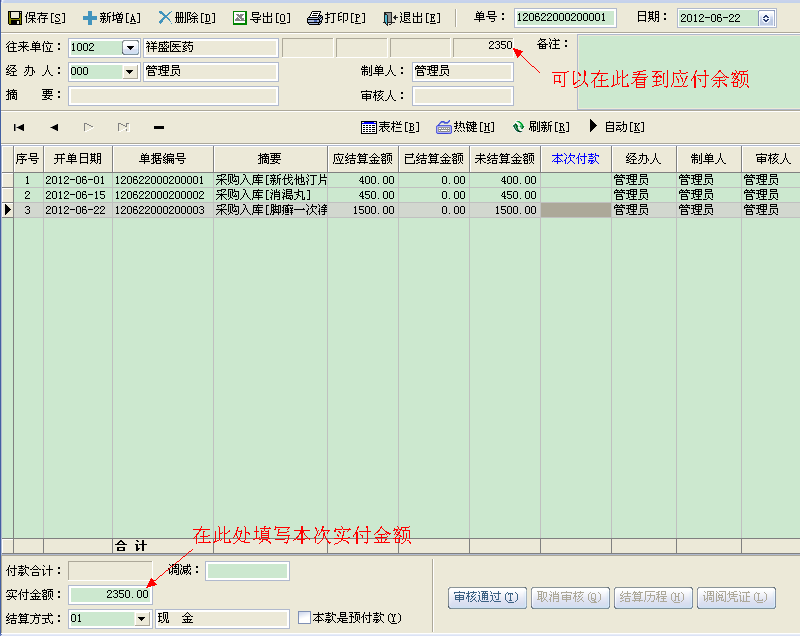 保存[S] 新增[A] 删除[D] 导出[O] 打印[P] 退出[E] 单号: 120622000200001 日期: 2012-06-22
往来单位: 1002 祥盛医药 2350 备注:
经 办 人: 000 管理员 制单人: 管理员 可以在此看到应付余额
摘 要: 审核人:
表栏[B] 热键[H] 刷新[R] 自动[K]
序号 开单日期 单据编号 摘要 应结算金额 已结算金额 未结算金额 本次付款 经办人 制单人 审核人
1 2012-06-01 120622000200001 采购入库[新伐他汀片 400.00 0.00 400.00 管理员 管理员 管理员
2 2012-06-15 120622000200002 采购入库[消渴丸] 450.00 0.00 450.00 管理员 管理员 管理员
3 2012-06-22 120622000200003 采购入库[脚癣一次净 1500.00 0.00 1500.00 管理员 管理员 管理员
在此处填写本次实付金额
合 计
付款合计: 调减:
实付金额: 2350.00 审核通过(T) 取消审核(Q) 结算历程(H) 调阅凭证(L)
结算方式: 01 现 金 本款是预付款(Y)